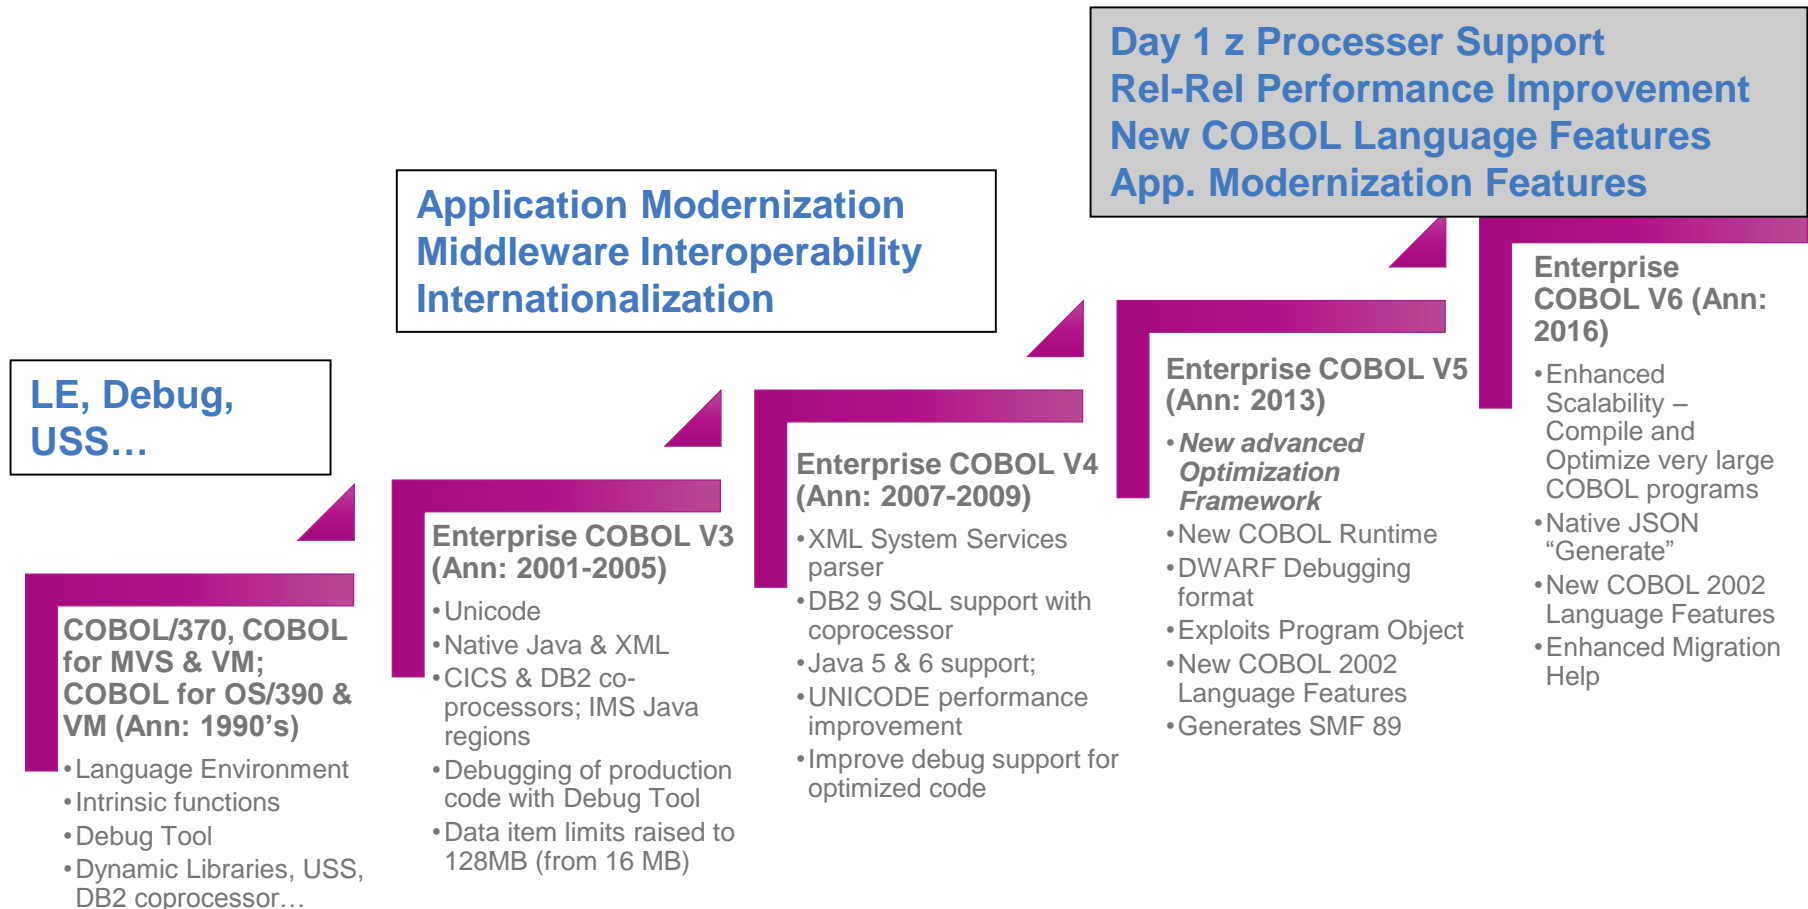 Day 1 z Processer Support
Rel-Rel Performance Improvement
New COBOL Language Features
App. Modernization Features
Application Modernization
Middleware Interoperability
Internationalization
LE, Debug,
USS…
COBOL/370, COBOL
for MVS & VM;
COBOL for OS/390 &
VM (Ann: 1990’s)
•Language Environment
•Intrinsic functions
•Debug Tool
•Dynamic Libraries, USS,
DB2 coprocessor…
Enterprise COBOL V3
(Ann: 2001-2005)
•Unicode
•Native Java & XML
•CICS & DB2 co-
processors; IMS Java
regions
•Debugging of production
code with Debug Tool
•Data item limits raised to
128MB (from 16 MB)
Enterprise COBOL V4
(Ann: 2007-2009)
•XML System Services
parser
•DB2 9 SQL support with
coprocessor
•Java 5 & 6 support;
•UNICODE performance
improvement
•Improve debug support for
optimized code
Enterprise COBOL V5
(Ann: 2013)
•New advanced
Optimization
Framework
•New COBOL Runtime
•DWARF Debugging
format
•Exploits Program Object
•New COBOL 2002
Language Features
•Generates SMF 89
Enterprise
COBOL V6 (Ann:
2016)
•Enhanced
Scalability –
Compile and
Optimize very large
COBOL programs
•Native JSON
“Generate”
•New COBOL 2002
Language Features
•Enhanced Migration
Help